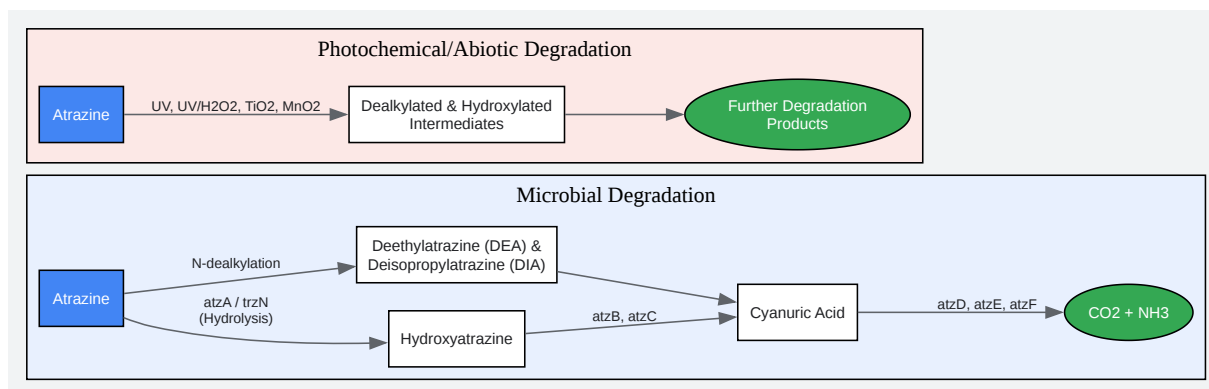 Photochemical/Abiotic Degradation
Atrazine
UV, UV/H2O2, TiO2, MnO2
Dealkylated & Hydroxylated
Intermediates
Further Degradation
Products
Microbial Degradation
Atrazine
N-dealkylation
Deethylatrazine (DEA) &
Deisopropylatrazine (DIA)
atzA / trzN
(Hydrolysis)
Hydroxyatrazine
atzB, atzC
Cyanuric Acid
atzD, atzE, atzF
CO2 + NH3